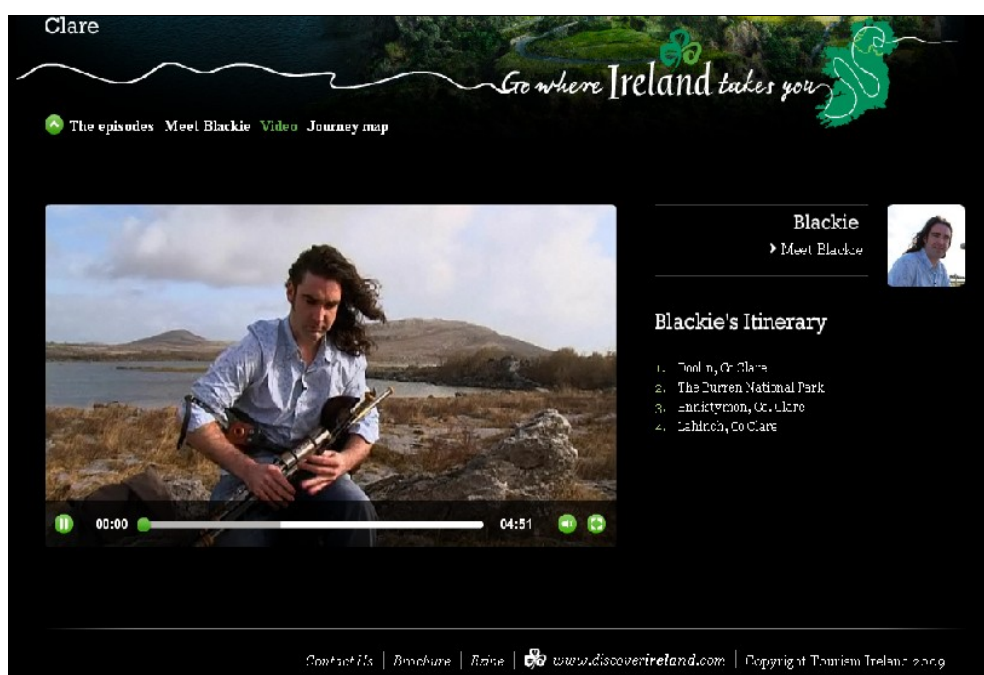 Clare
Go where Ireland takes you
The episodes Meet Blackie Video Journey map
Blackie
Meet Blackie
Blackie's Itinerary
1. Doolin, Co Clare
2. The Burren National Park
3. Ennistymon, Co. Clare
4. Lahinch, Co Clare
00:00 04:51
Contact Us | Brochure | | www.discoverireland.com | Copyright Tourism Ireland 2009